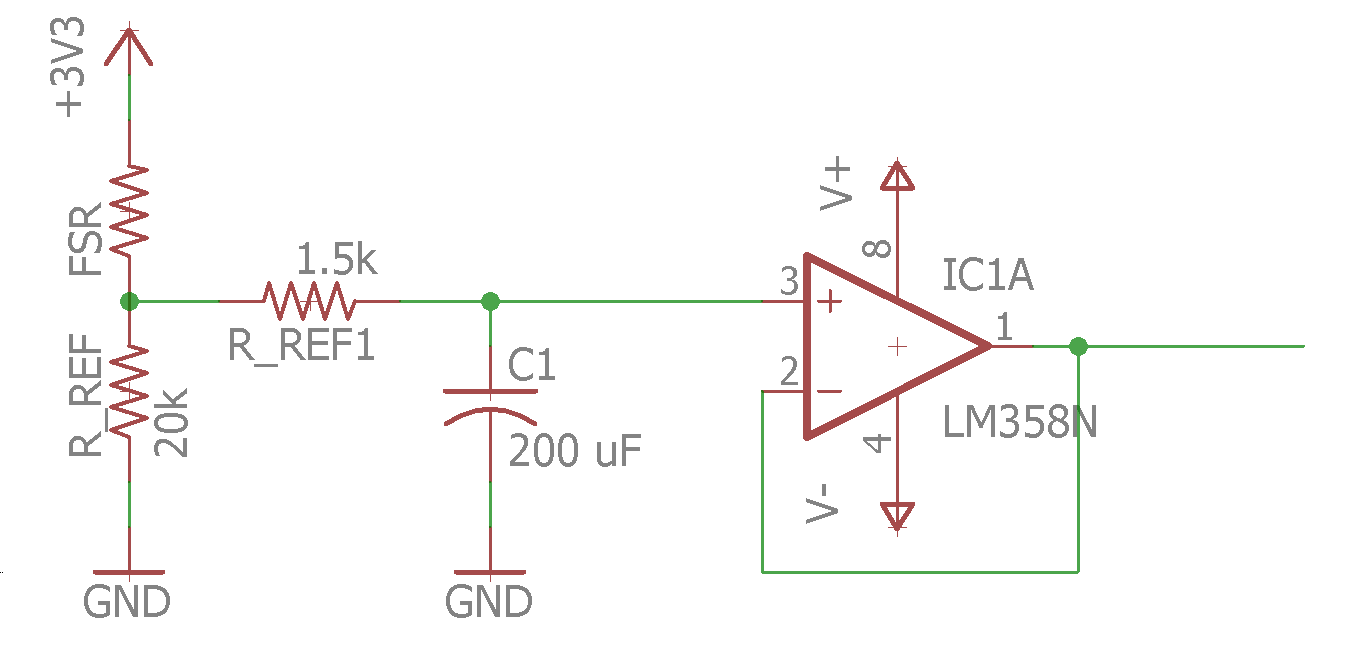 +3V3
FSR
R_REF
20k
GND
1.5k
R_REF1
C1
200 uF
GND
V+
8
3
+
2
−
IC1A
1
LM358N
4
V-